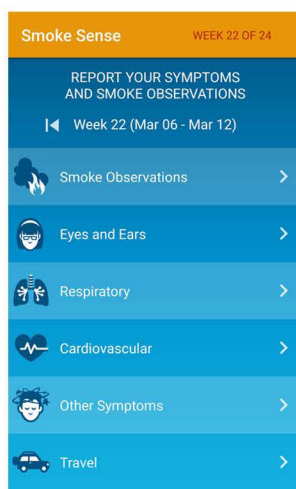 Smoke Sense WEEK 22 OF 24
REPORT YOUR SYMPTOMS
AND SMOKE OBSERVATIONS
Week 22 (Mar 06 - Mar 12)
Smoke Observations
Eyes and Ears
Respiratory
Cardiovascular
Other Symptoms
Travel